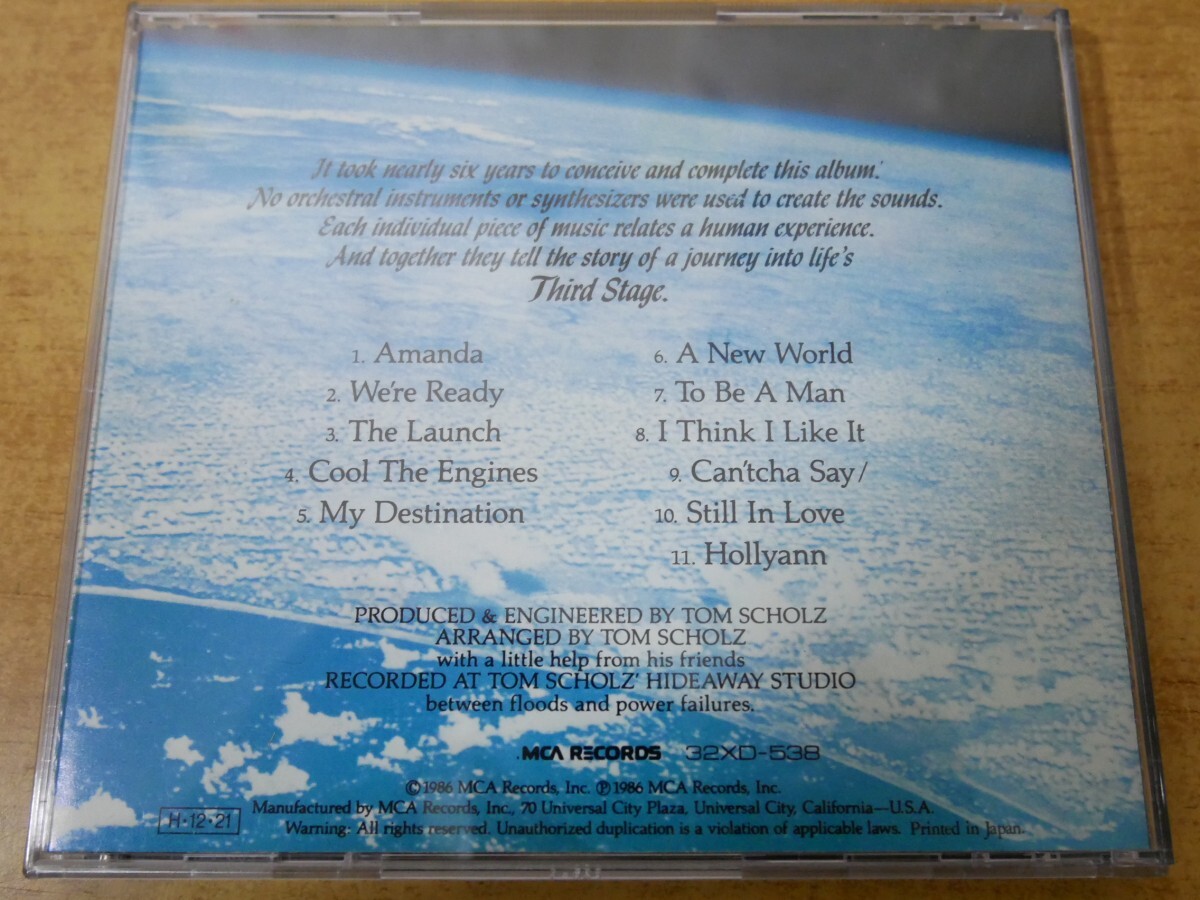 It took nearly six years to conceive and complete this album.
No orchestral instruments or synthesizers were used to create the sounds.
Each individual piece of music relates a human experience.
And together they tell the story of a journey into life's
Third Stage.
1. Amanda
2. We're Ready
3. The Launch
4. Cool The Engines
5. My Destination
6. A New World
7. To Be A Man
8. I Think I Like It
9. Can'tcha Say/
10. Still In Love
11. Hollyann
PRODUCED & ENGINEERED BY TOM SCHOLZ
ARRANGED BY TOM SCHOLZ
with a little help from his friends
RECORDED AT TOM SCHOLZ' HIDEAWAY STUDIO
between floods and power failures.
MCA RECORDS 32XD-538
©1986 MCA Records, Inc. ℗1986 MCA Records, Inc.
Manufactured by MCA Records, Inc., 70 Universal City Plaza, Universal City, California—U.S.A.
H·12·21
Warning: All rights reserved. Unauthorized duplication is a violation of applicable laws. Printed in Japan.